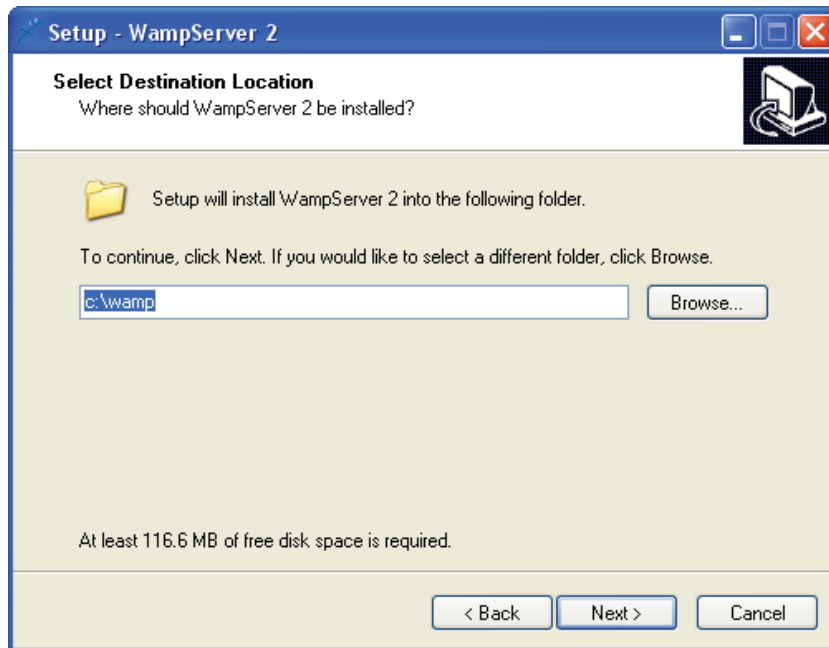 Setup - WampServer 2
Select Destination Location
Where should WampServer 2 be installed?
Setup will install WampServer 2 into the following folder.
To continue, click Next. If you would like to select a different folder, click Browse.
c:\wamp
Browse...
At least 116.6 MB of free disk space is required.
< Back
Next >
Cancel